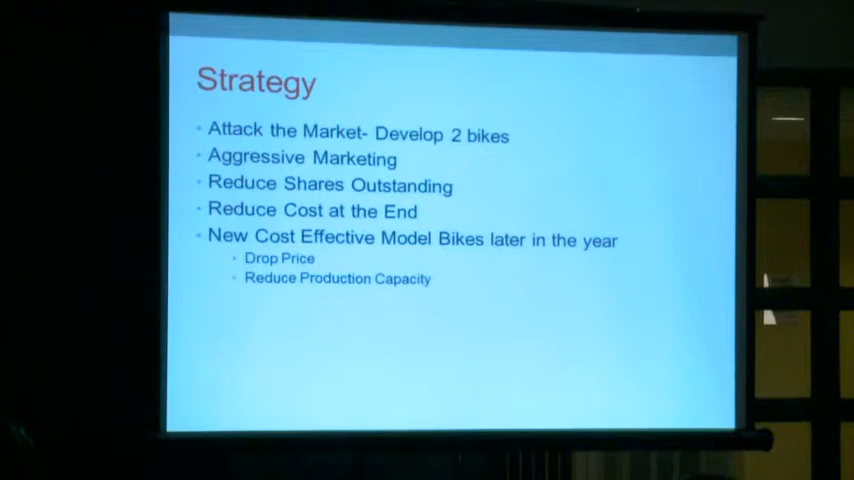 Strategy
Attack the Market- Develop 2 bikes
Aggressive Marketing
Reduce Shares Outstanding
Reduce Cost at the End
New Cost Effective Model Bikes later in the year
Drop Price
Reduce Production Capacity